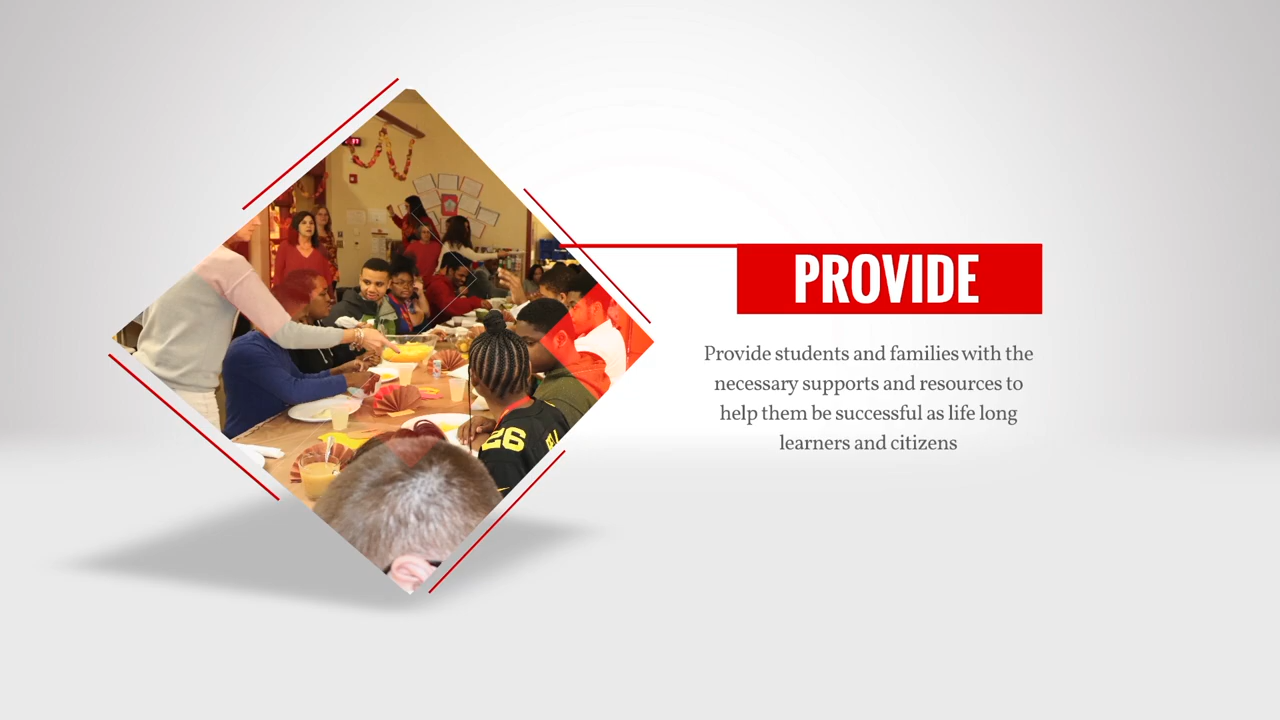 PROVIDE
Provide students and families with the
necessary supports and resources to
help them be successful as life long
learners and citizens
26